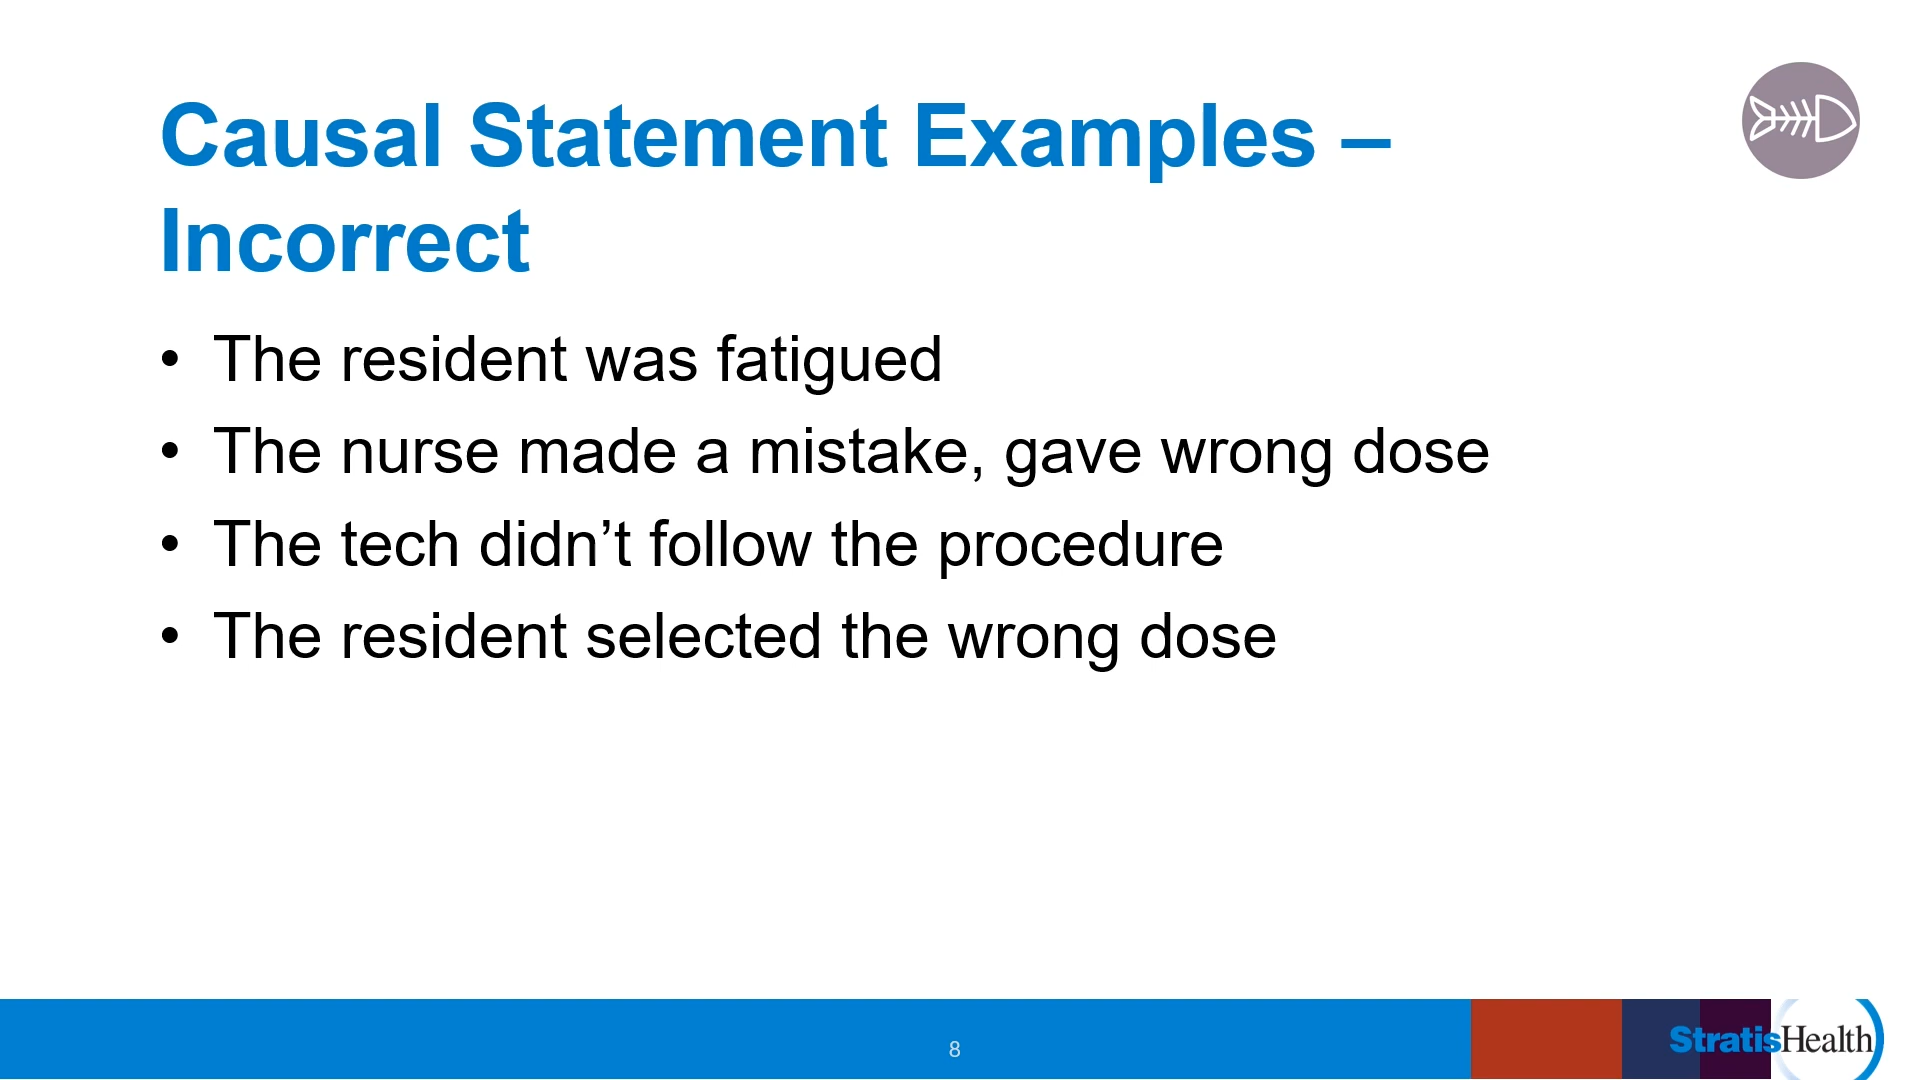 Causal Statement Examples –
Incorrect
• The resident was fatigued
• The nurse made a mistake, gave wrong dose
• The tech didn’t follow the procedure
• The resident selected the wrong dose
8
StratisHealth